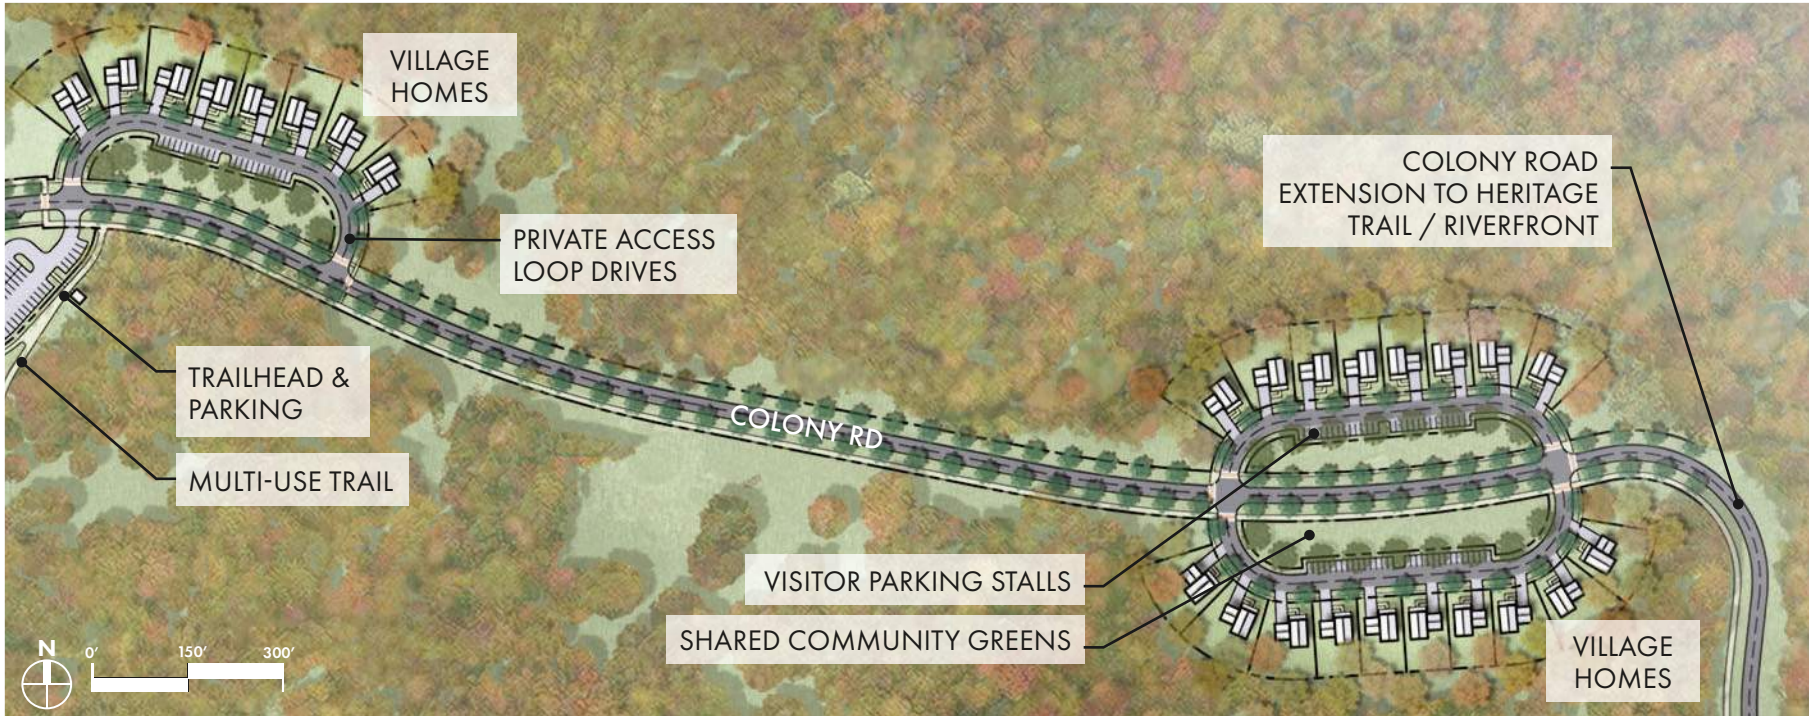 VILLAGE
HOMES
COLONY ROAD
EXTENSION TO HERITAGE
TRAIL / RIVERFRONT
PRIVATE ACCESS
LOOP DRIVES
TRAILHEAD &
PARKING
COLONY RD
MULTI-USE TRAIL
VISITOR PARKING STALLS
SHARED COMMUNITY GREENS
VILLAGE
HOMES
N
0' 150' 300'